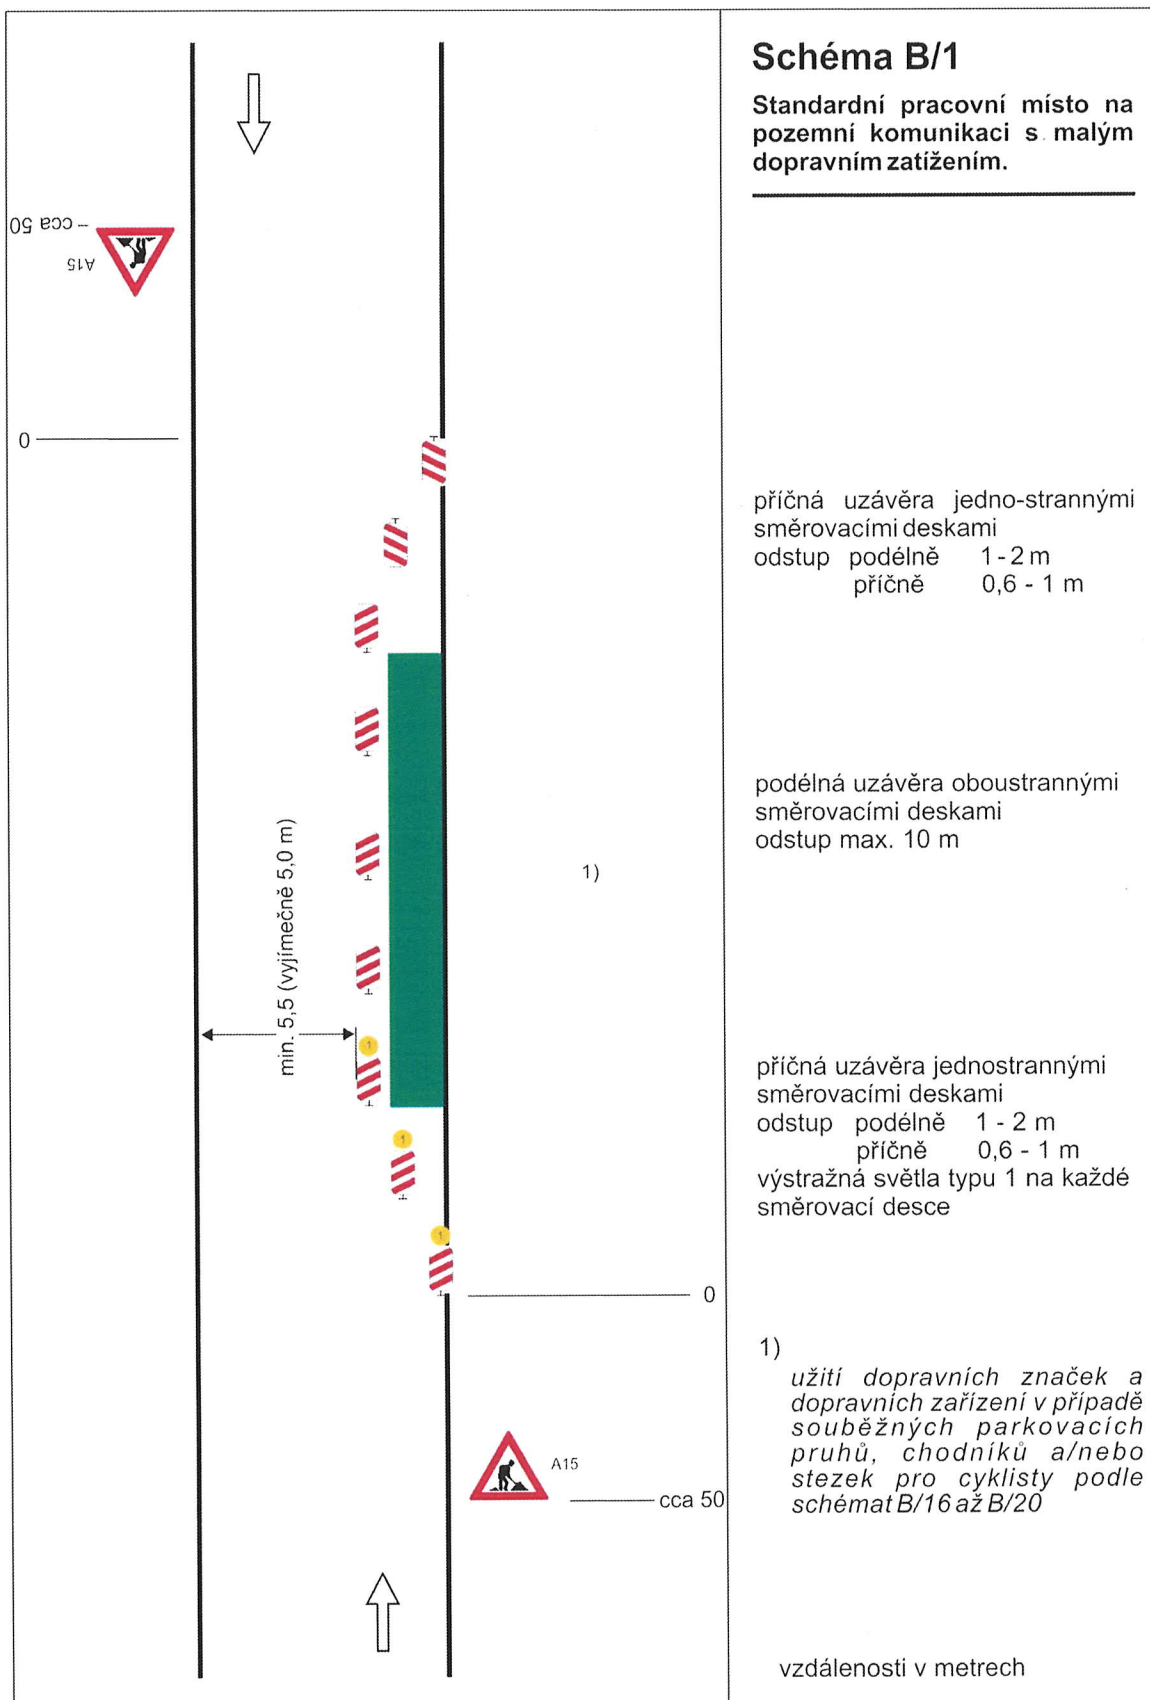 Schéma B/1
Standardní pracovní místo na
pozemní komunikaci s malým
dopravním zatížením.
cca 50
A15
0
příčná uzávěra jedno-strannými
směrovacími deskami
odstup podélně 1 - 2 m
příčně 0,6 - 1 m
podélná uzávěra oboustrannými
směrovacími deskami
odstup max. 10 m
1)
min. 5,5 (vyjímečně 5,0 m)
1
příčná uzávěra jednostrannými
směrovacími deskami
odstup podélně 1 - 2 m
příčně 0,6 - 1 m
výstražná světla typu 1 na každé
směrovací desce
1
1
0
1)
užití dopravních značek a
dopravních zařízení v případě
souběžných parkovacích
pruhů, chodníků a/nebo
stezek pro cyklisty podle
schémat B/16 až B/20
A15
cca 50
vzdálenosti v metrech